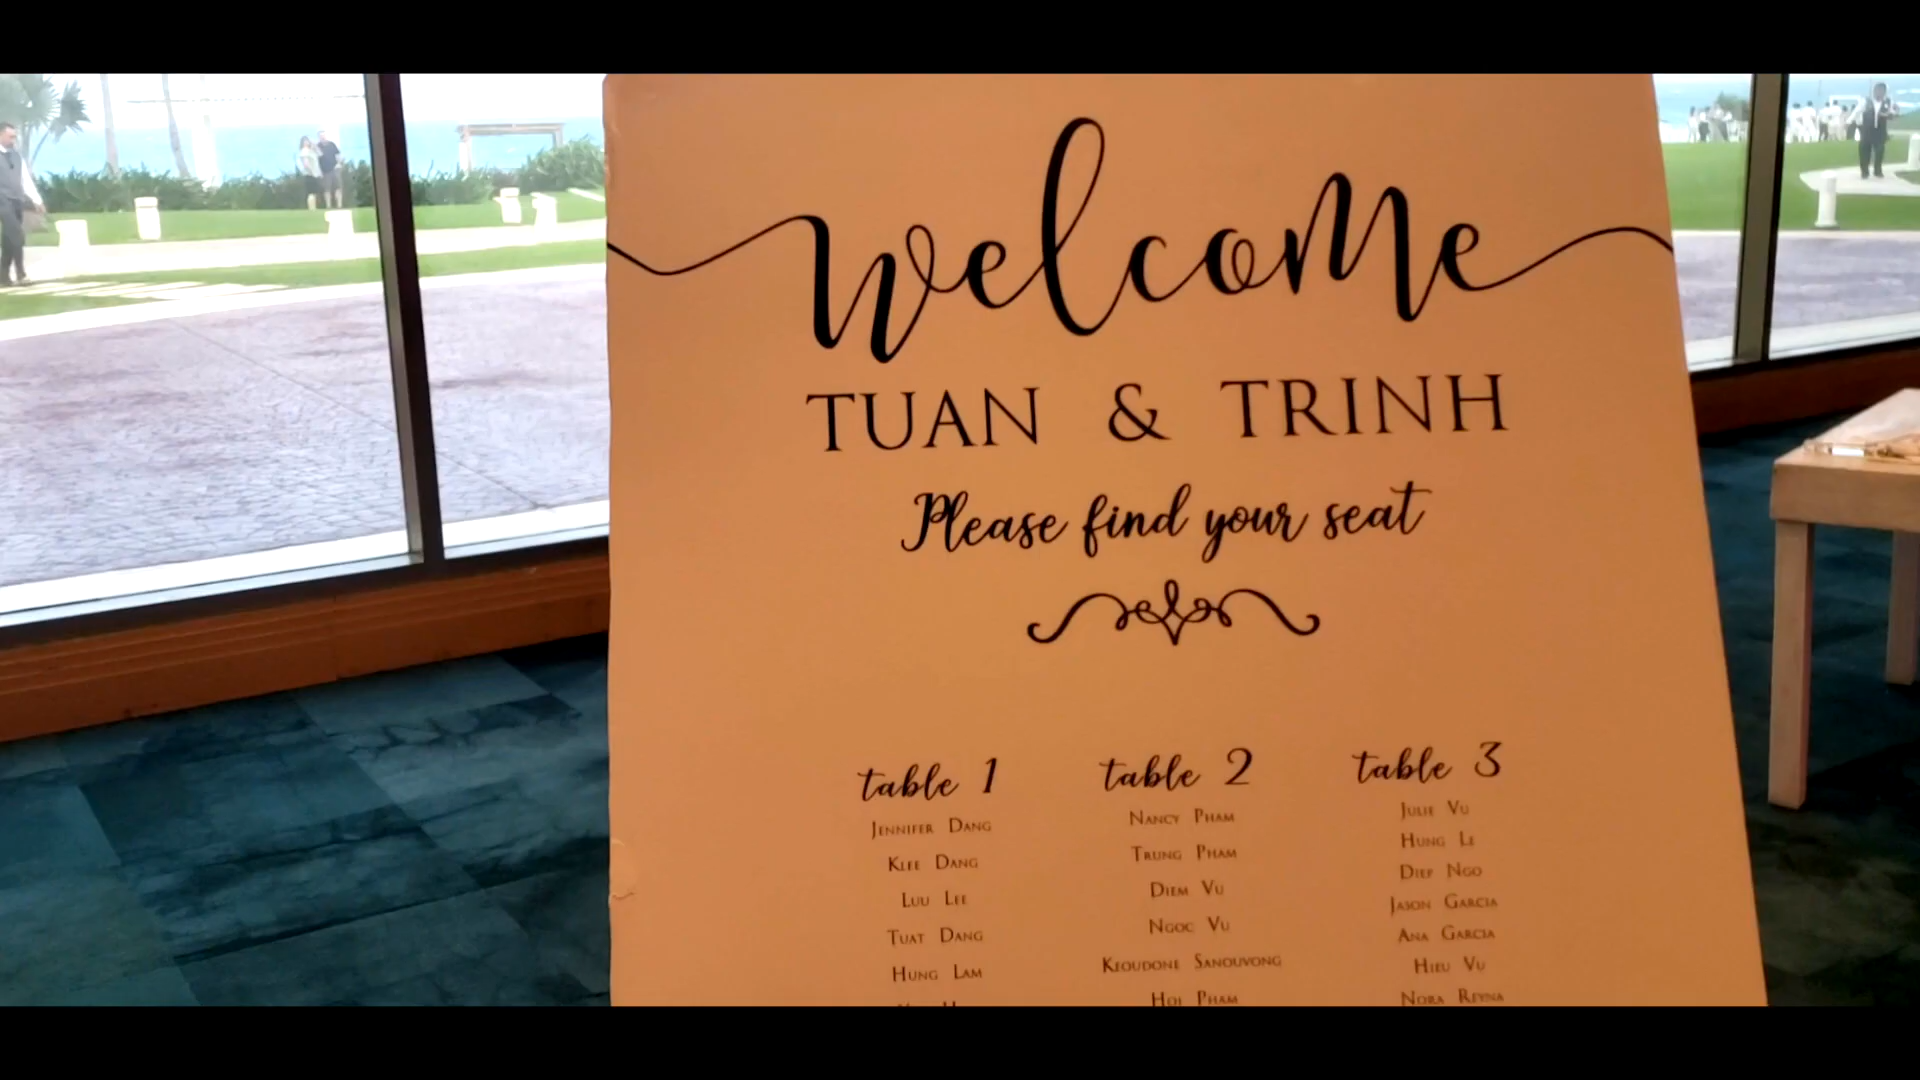 welcome
TUAN & TRINH
Please find your seat
table 1
JENNIFER DANG
KLEE DANG
LUU LEE
TUAT DANG
HUNG LAM
table 2
NANCY PHAM
TRUNG PHAM
DIEM VU
NGOC VU
KEOUDONE SANOUVONG
HOI PHAM
table 3
JULIE VU
HUNG LE
DIEP NGO
JASON GARCIA
ANA GARCIA
HIEU VU
NORA REYNA